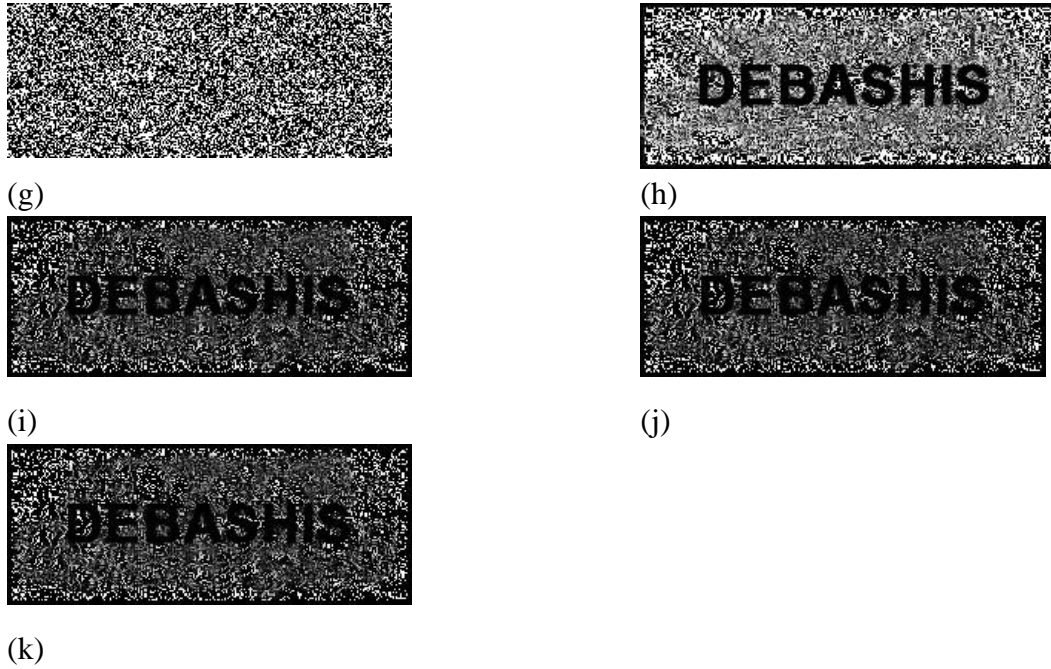 DEBASHIS
(g) (h)
DEBASHIS DEBASHIS
(i) (j)
DEBASHIS
(k)